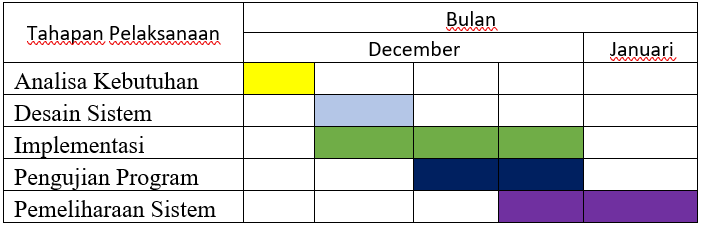 Tahapan Pelaksanaan
Bulan
December
Januari
Analisa Kebutuhan
Desain Sistem
Implementasi
Pengujian Program
Pemeliharaan Sistem